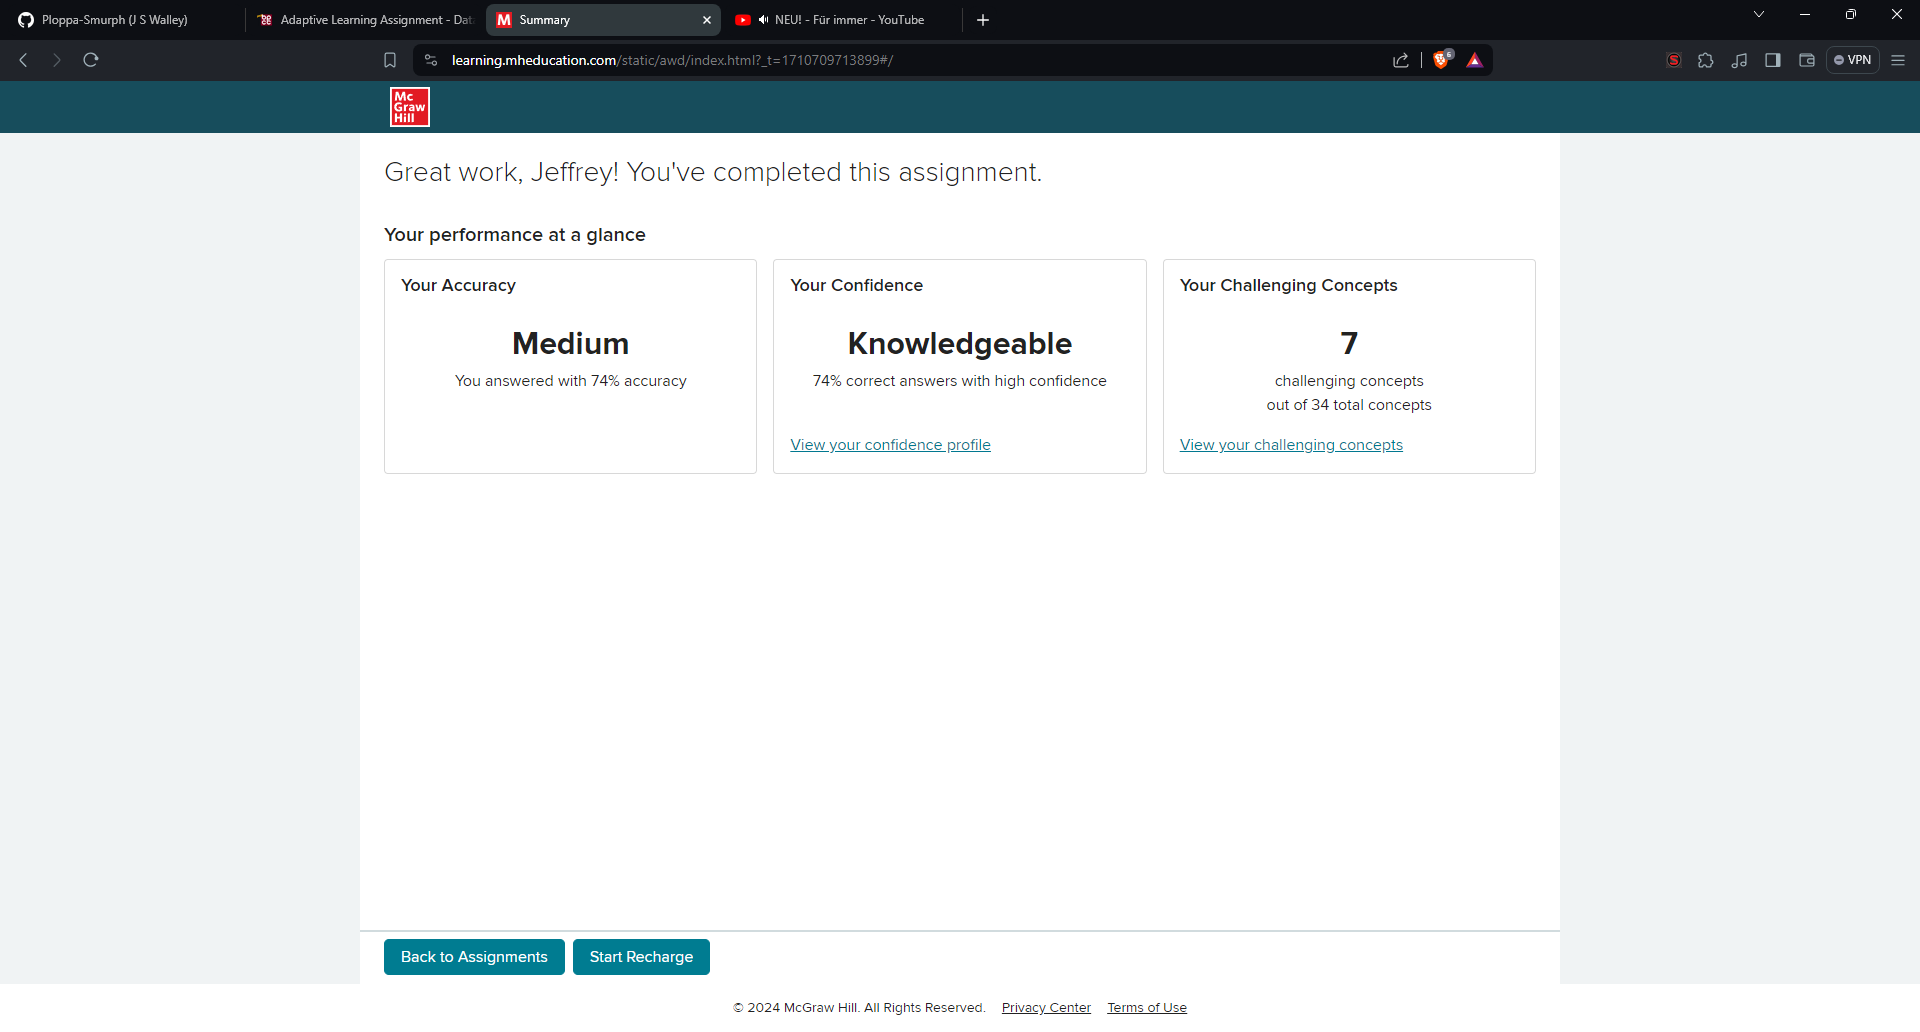 Ploppa-Smurph (J S Walley)
Adaptive Learning Assignment - Dat
Summary
NEU! - Für immer - YouTube
learning.mheducation.com/static/awd/index.html?_t=1710709713899#/
6
S
VPN
Mc
Graw
Hill
Great work, Jeffrey! You've completed this assignment.
Your performance at a glance
Your Accuracy
Medium
You answered with 74% accuracy
Your Confidence
Knowledgeable
74% correct answers with high confidence
View your confidence profile
Your Challenging Concepts
7
challenging concepts
out of 34 total concepts
View your challenging concepts
Back to Assignments
Start Recharge
© 2024 McGraw Hill. All Rights Reserved. Privacy Center Terms of Use